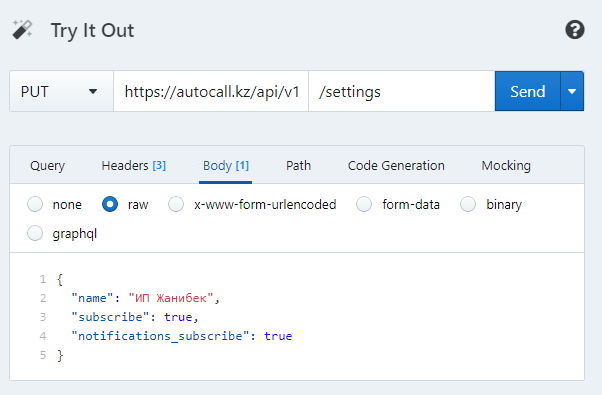 Try It Out
PUT https://autocall.kz/api/v1 /settings Send
Query Headers [3] Body [1] Path Code Generation Mocking
none raw x-www-form-urlencoded form-data binary
graphql
1 {
2 "name": "ИП Жанибек",
3 "subscribe": true,
4 "notifications_subscribe": true
5 }